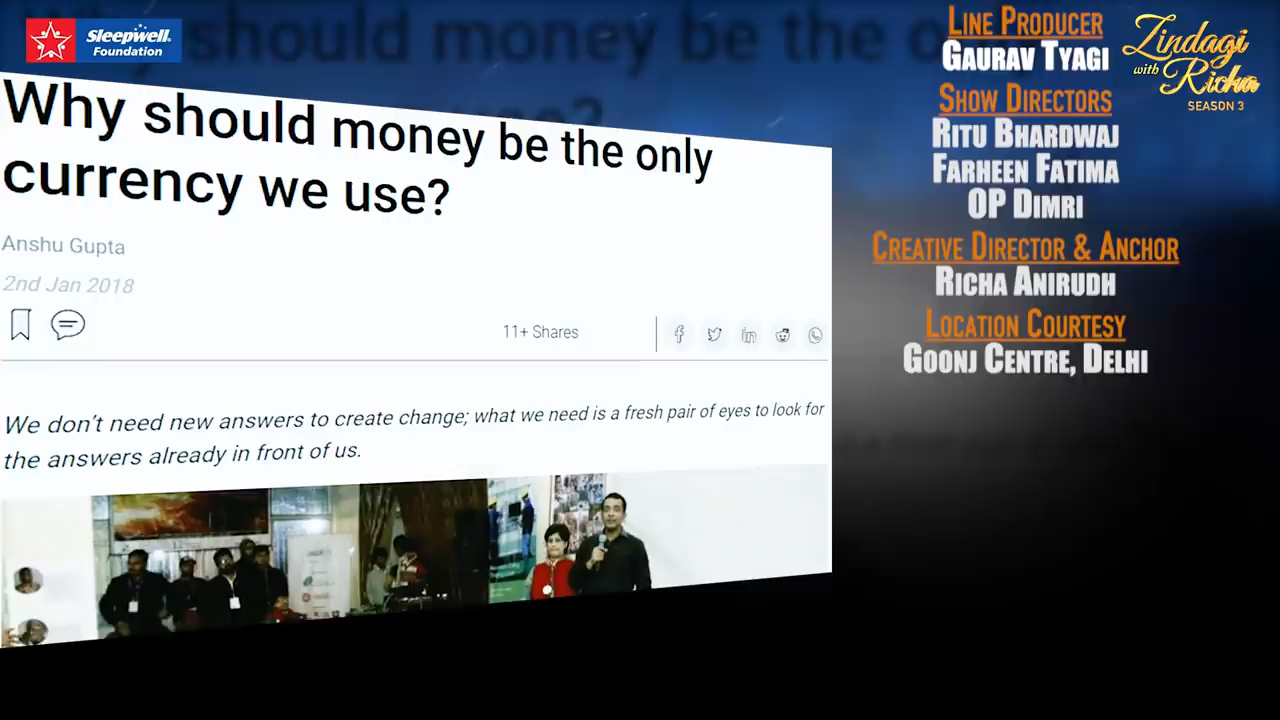 Sleepwell
Foundation
Why should money be the only
currency we use?
Anshu Gupta
2nd Jan 2018
11+ Shares
We don't need new answers to create change; what we need is a fresh pair of eyes to look for
the answers already in front of us.
LINE PRODUCER
GAURAV TYAGI
SHOW DIRECTORS
RITU BHARDWAJ
FARHEEN FATIMA
OP DIMRI
CREATIVE DIRECTOR & ANCHOR
RICHA ANIRUDH
LOCATION COURTESY
GOONJ CENTRE, DELHI
Zindagi
with
Richa
SEASON 3